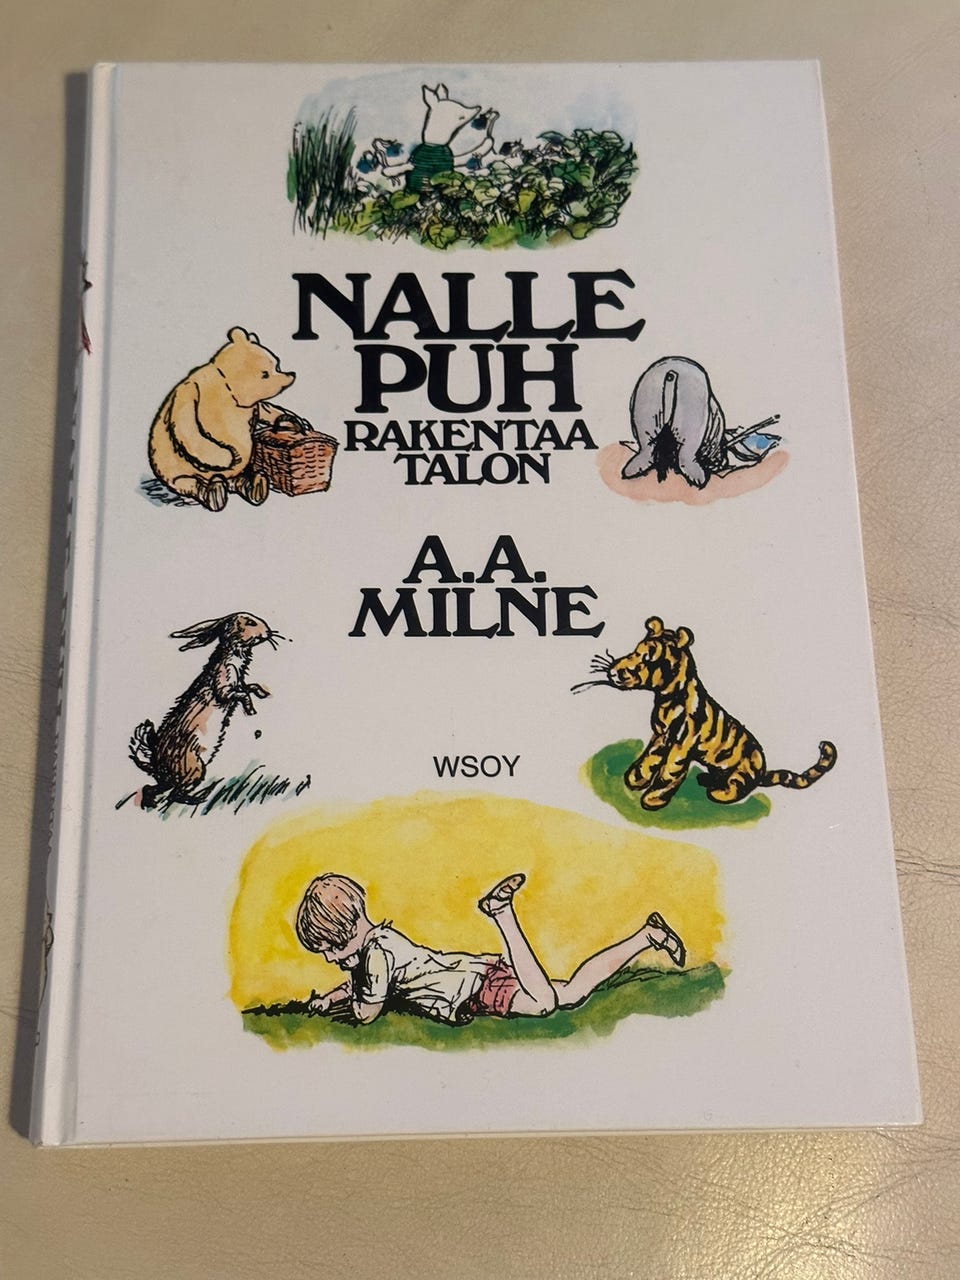 NALLE
PUH
RAKENTAA
TALON
A.A.
MILNE
WSOY